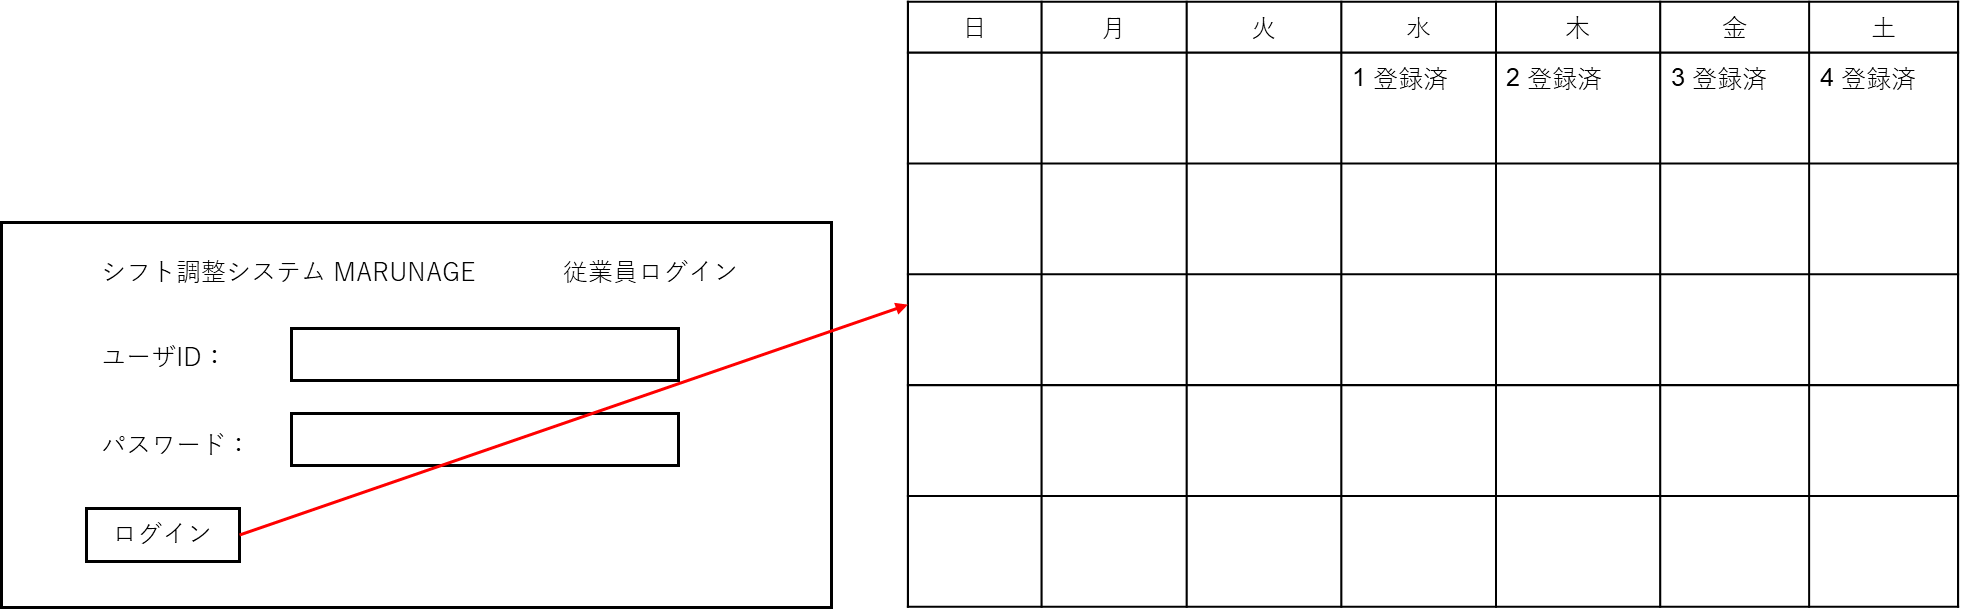 シフト調整システム MARUNAGE 従業員ログイン
ユーザID：
パスワード：
ログイン
日 月 火 水 木 金 土
1 登録済 2 登録済 3 登録済 4 登録済